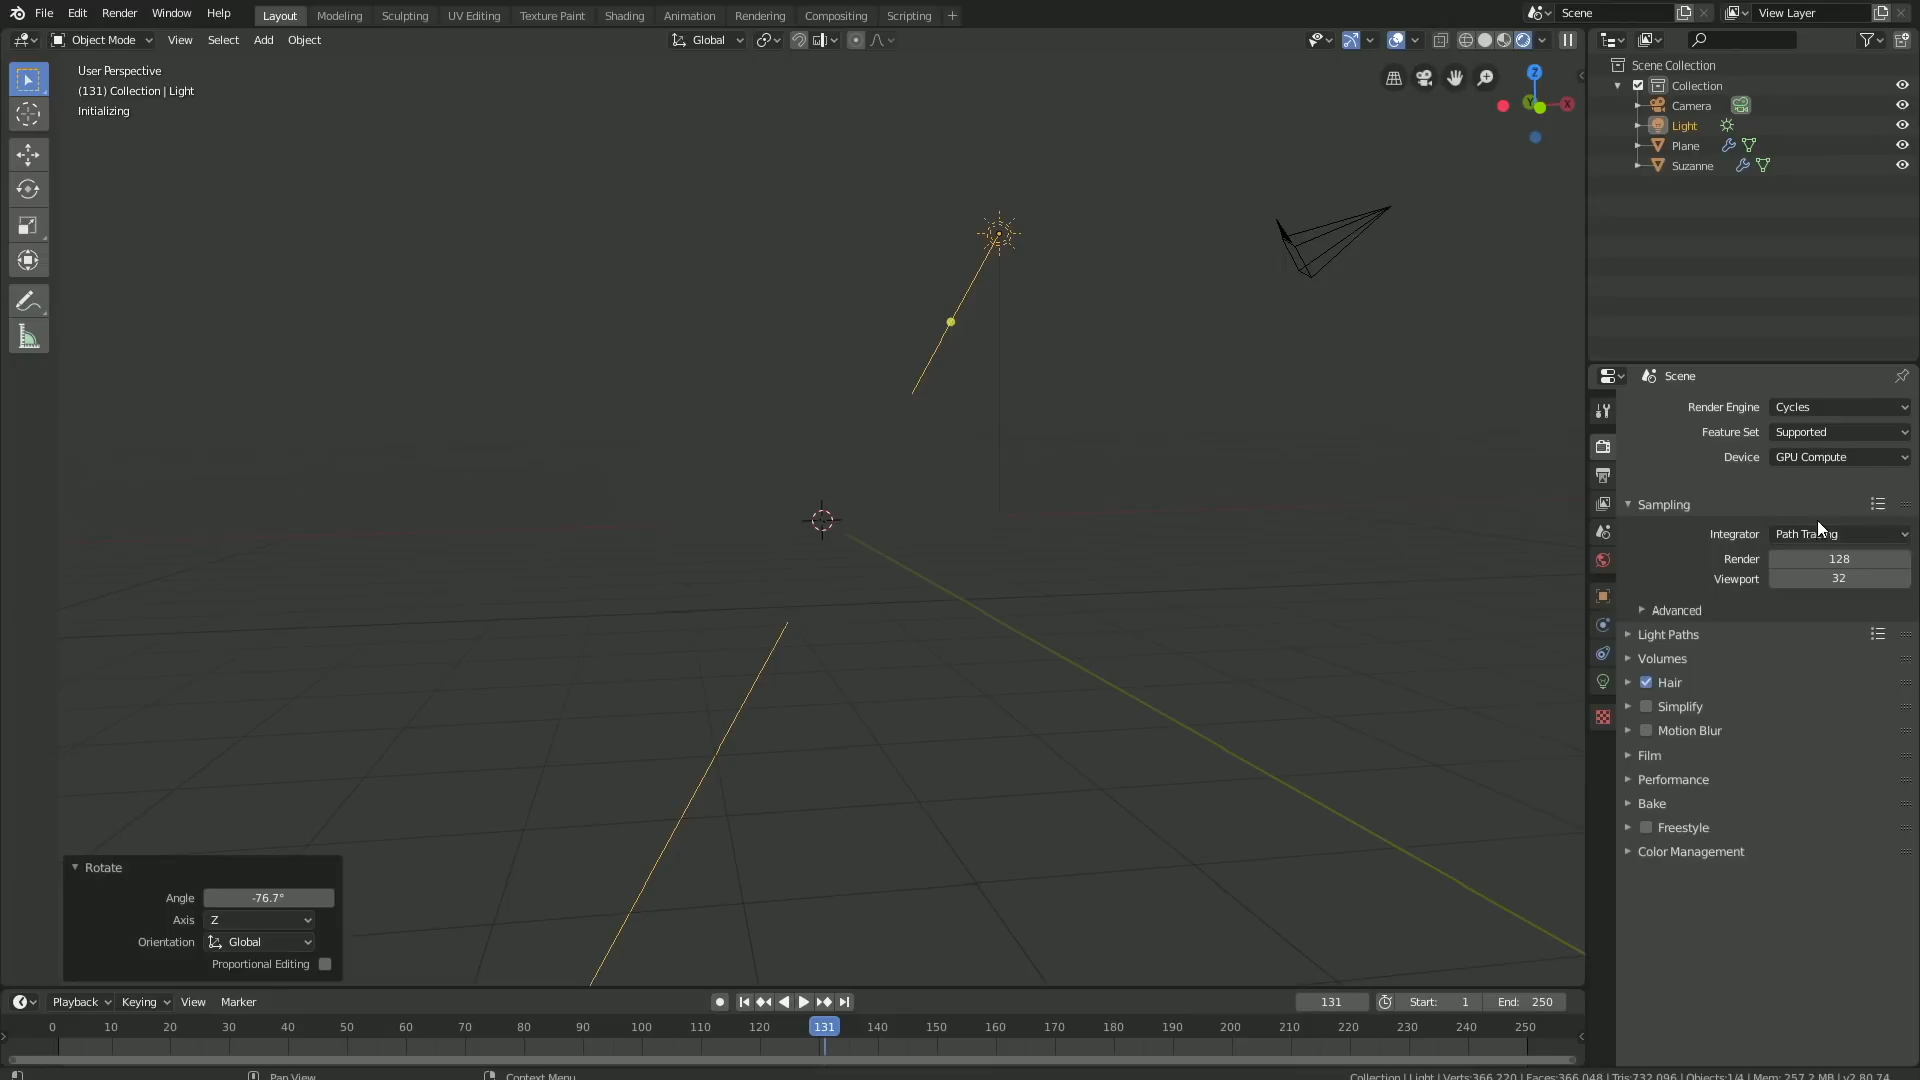 File Edit Render Window Help Layout Modeling Sculpting UV Editing Texture Paint Shading Animation Rendering Compositing Scripting + Scene View Layer
Object Mode View Select Add Object Global
User Perspective
(131) Collection | Light
Initializing
Z
Y
X
Scene Collection
Collection
Camera
Light
Plane
Suzanne
Scene
Render Engine Cycles
Feature Set Supported
Device GPU Compute
Sampling
Integrator
Render 128
Viewport 32
Advanced
Light Paths
Volumes
Hair
Simplify
Motion Blur
Film
Performance
Bake
Freestyle
Color Management
Rotate
Angle -76.7°
Axis Z
Orientation Global
Proportional Editing
Playback Keying View Marker 131 Start: 1 End: 250
0 10 20 30 40 50 60 70 80 90 100 110 120 131 140 150 160 170 180 190 200 210 220 230 240 250
Pan View Context Menu Collection | Light | Verts:366,220 | Faces:366,048 | Tris:732,096 | Objects:1/4 | Mem: 257.2 MB | v2.80.74